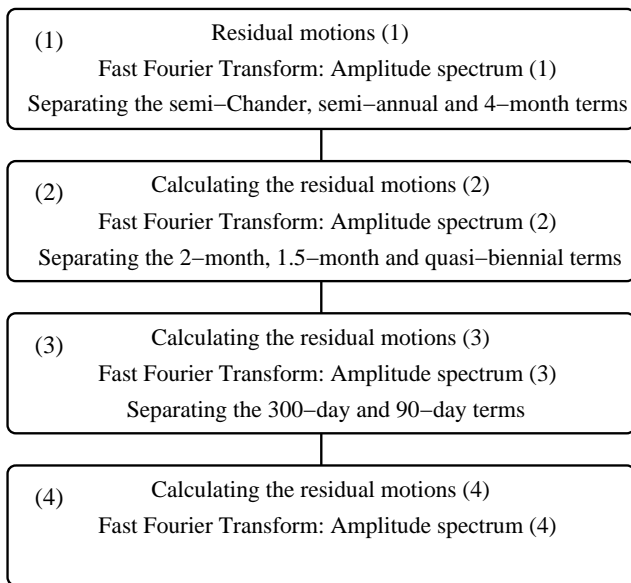 (1)
Residual motions (1)
Fast Fourier Transform: Amplitude spectrum (1)
Separating the semi−Chander, semi−annual and 4−month terms
(2)
Calculating the residual motions (2)
Fast Fourier Transform: Amplitude spectrum (2)
Separating the 2−month, 1.5−month and quasi−biennial terms
(3)
Calculating the residual motions (3)
Fast Fourier Transform: Amplitude spectrum (3)
Separating the 300−day and 90−day terms
(4)
Calculating the residual motions (4)
Fast Fourier Transform: Amplitude spectrum (4)